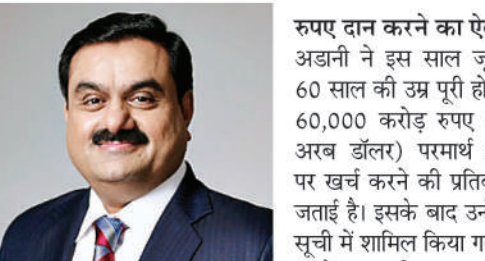 रुपए दान करने का
अडानी ने इस साल
60 साल की उम्र पूरी
60,000 करोड़ रुपए
अरब डॉलर) परमार्थ
पर खर्च करने की
जताई है। इसके बाद
सूची में शामिल किया